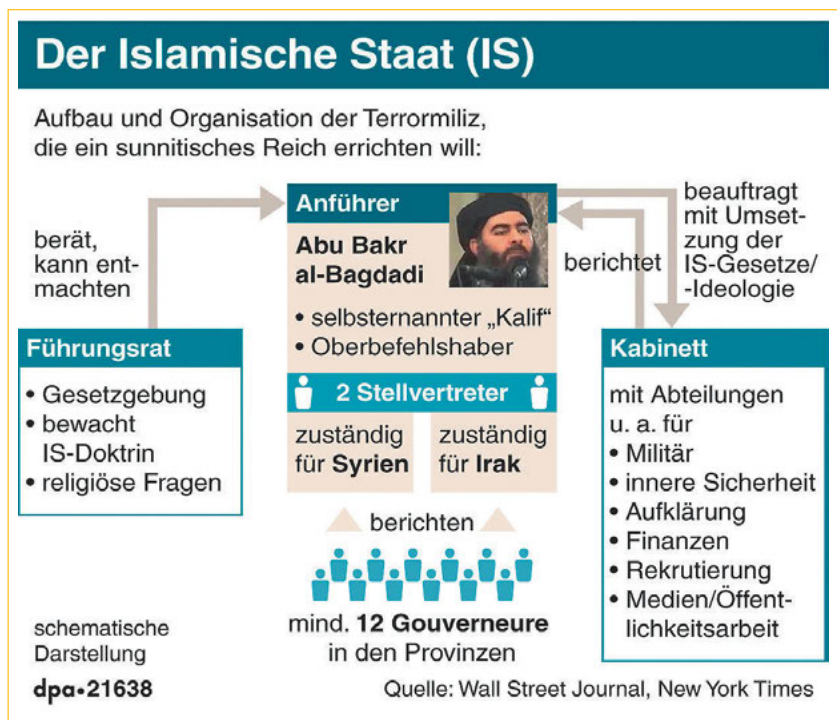 Der Islamische Staat (IS)
Aufbau und Organisation der Terrormiliz,
die ein sunnitisches Reich errichten will:
berät,
kann ent-
machten
Führungsrat
• Gesetzgebung
• bewacht
IS-Doktrin
• religiöse Fragen
Anführer
Abu Bakr
al-Bagdadi
• selbsternannter „Kalif“
• Oberbefehlshaber
2 Stellvertreter
zuständig
für Syrien
zuständig
für Irak
berichten
mind. 12 Gouverneure
in den Provinzen
berichtet
beauftragt
mit Umset-
zung der
IS-Gesetze/
-Ideologie
Kabinett
mit Abteilungen
u. a. für
• Militär
• innere Sicherheit
• Aufklärung
• Finanzen
• Rekrutierung
• Medien/Öffent-
lichkeitsarbeit
schematische
Darstellung
dpa•21638
Quelle: Wall Street Journal, New York Times